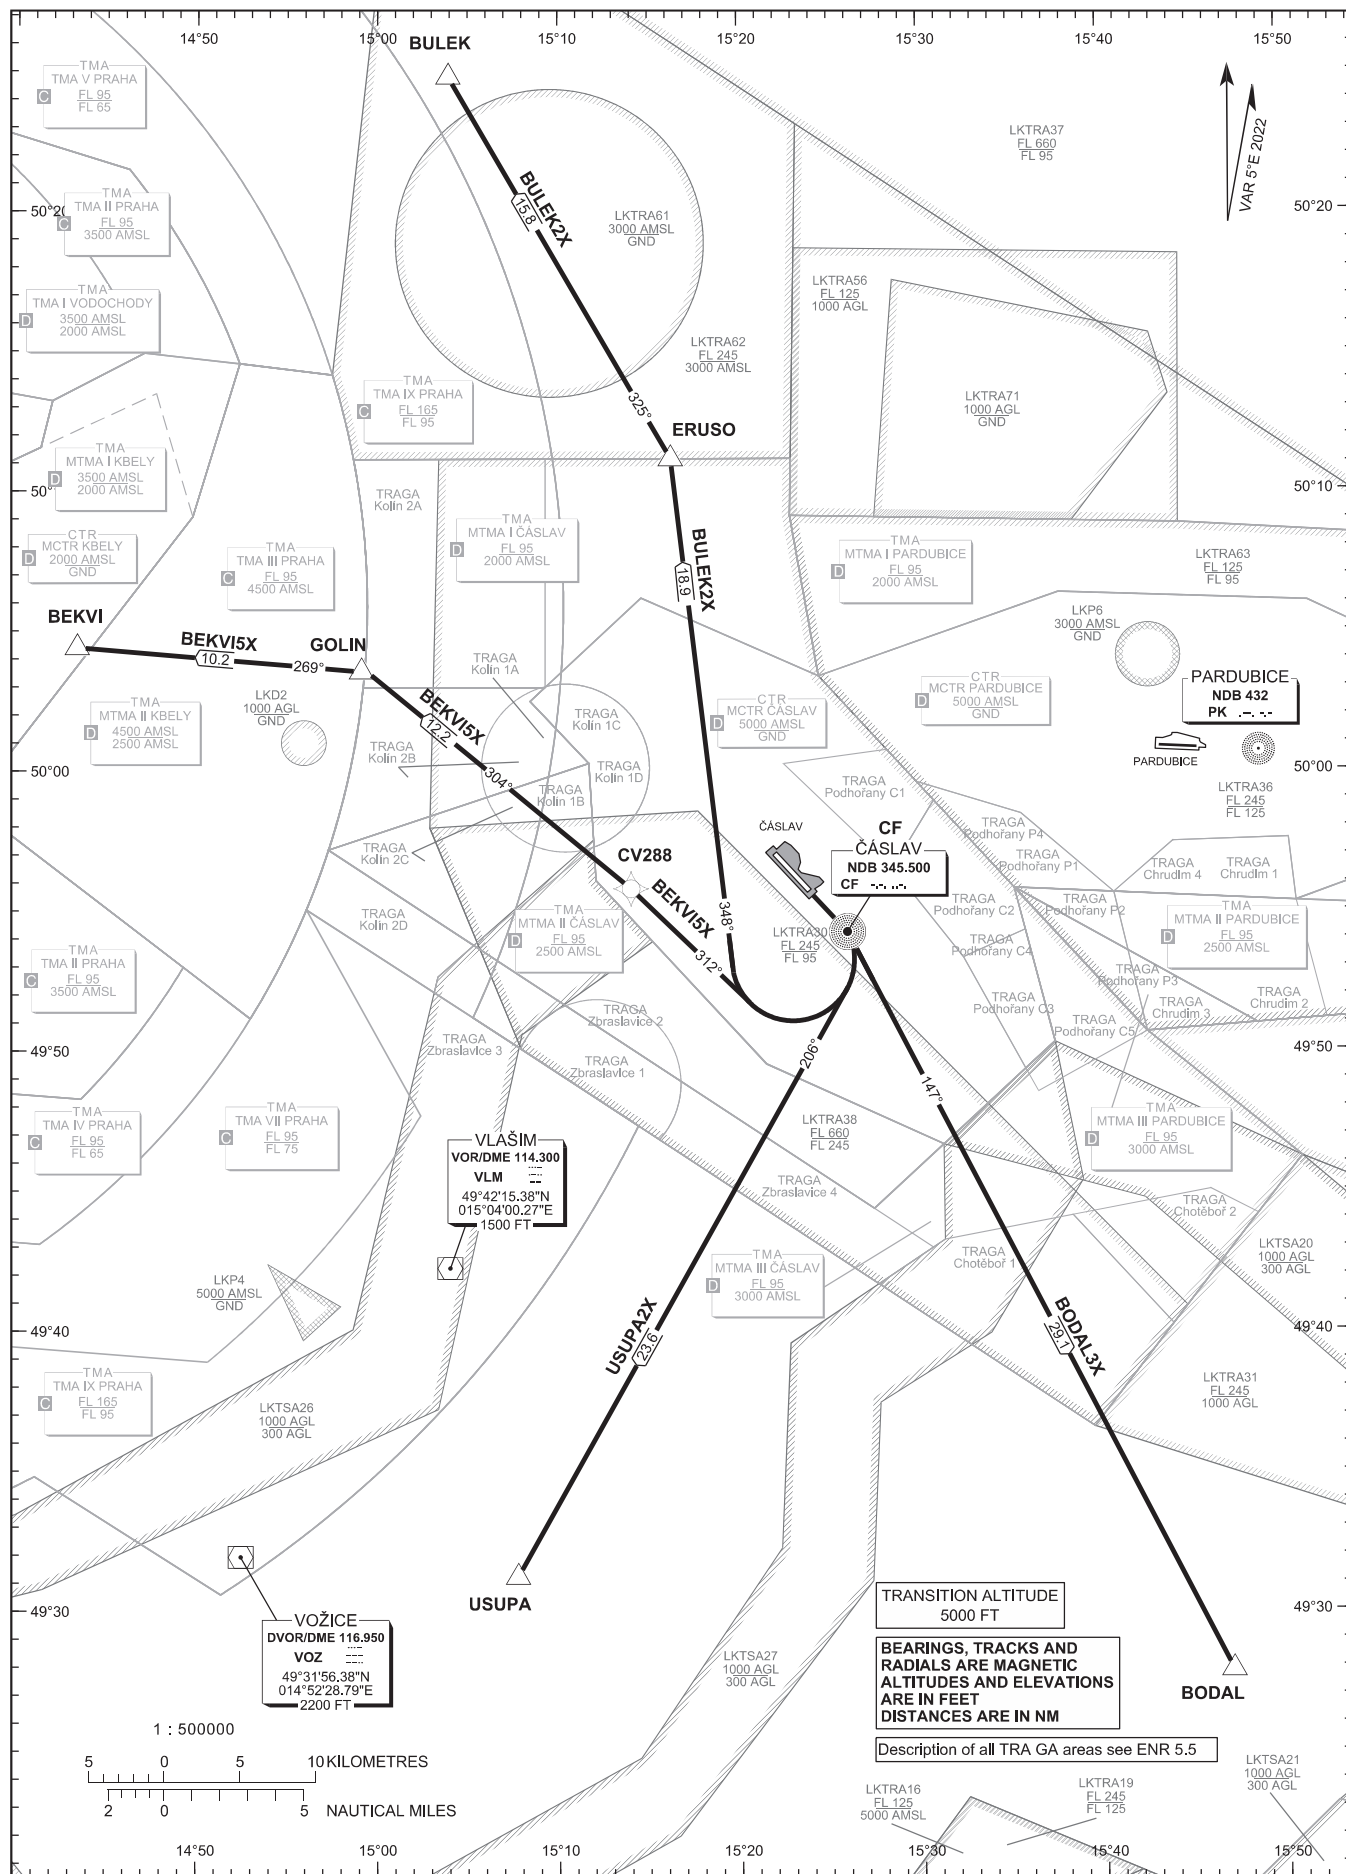 14°50
15°00
15°10
15°20
15°30
15°40
15°50
BULEK
TMA
TMA V PRAHA
FL 95
FL 65
C
LKTRA37
FL 660
FL 95
VAR 5°E 2022
TMA
TMA II PRAHA
FL 95
3500 AMSL
C
50°20
50°20
BULEK2X
15.8
LKTRA61
3000 AMSL
GND
TMA
TMA I VODOCHODY
3500 AMSL
2000 AMSL
D
LKTRA56
FL 125
1000 AGL
LKTRA62
FL 245
3000 AMSL
TMA
TMA IX PRAHA
FL 165
FL 95
C
325°
LKTRA71
1000 AGL
GND
ERUSO
TMA
MTMA I KBELY
3500 AMSL
2000 AMSL
D
50°
50°10
TRAGA
Kolín 2A
TMA
MTMA I ČÁSLAV
FL 95
2000 AMSL
D
CTR
MCTR KBELY
2000 AMSL
GND
D
TMA
TMA III PRAHA
FL 95
4500 AMSL
C
BULEK2X
18.9
TMA
MTMA I PARDUBICE
FL 95
2000 AMSL
D
LKTRA63
FL 125
FL 95
BEKVI
BEKVI5X
10.2
269°
GOLIN
LKP6
3000 AMSL
GND
TRAGA
Kolín 1A
CTR
MCTR PARDUBICE
5000 AMSL
GND
D
PARDUBICE
NDB 432
PK .--. -.-
PARDUBICE
TMA
MTMA II KBELY
4500 AMSL
2500 AMSL
D
LKD2
1000 AGL
GND
BEKVI5X
12.2
304°
TRAGA
Kolín 1C
CTR
MCTR ČÁSLAV
5000 AMSL
GND
D
TRAGA
Kolín 2B
TRAGA
Kolín 1D
TRAGA
Kolín 1B
50°00
50°00
TRAGA
Podhořany C1
LKTRA36
FL 245
FL 125
TRAGA
Podhořany P4
ČÁSLAV
CF
ČÁSLAV
NDB 345.500
CF -.-. ..-.
TRAGA
Kolín 2C
CV288
TRAGA
Podhořany P1
TRAGA
Chrudim 4
TRAGA
Chrudim 1
BEKVI5X
312°
348°
TRAGA
Kolín 2D
TMA
MTMA II ČÁSLAV
FL 95
2500 AMSL
D
LKTRA30
FL 245
FL 95
TRAGA
Podhořany C2
TRAGA
Podhořany P2
TMA
MTMA II PARDUBICE
FL 95
2500 AMSL
D
TRAGA
Podhořany C4
TMA
TMA II PRAHA
FL 95
3500 AMSL
C
TRAGA
Podhořany P3
TRAGA
Podhořany C3
TRAGA
Chrudim 3
TRAGA
Chrudim 2
TRAGA
Podhořany C5
TRAGA
Zbraslavice 2
TRAGA
Zbraslavice 3
TRAGA
Zbraslavice 1
206°
147°
49°50
49°50
TMA
TMA IV PRAHA
FL 95
FL 65
C
TMA
TMA VII PRAHA
FL 95
FL 75
C
LKTRA38
FL 660
FL 245
TMA
MTMA III PARDUBICE
FL 95
3000 AMSL
D
VLAŠIM
VOR/DME 114.300
VLM
49°42'15.38"N
015°04'00.27"E
1500 FT
TRAGA
Zbraslavice 4
TRAGA
Chotěboř 2
TRAGA
Chotěboř 1
LKTSA20
1000 AGL
300 AGL
TMA
MTMA III ČÁSLAV
FL 95
3000 AMSL
D
LKP4
5000 AMSL
GND
49°40
49°40
USUPA2X
23.6
BODAL3X
29.1
TMA
TMA IX PRAHA
FL 165
FL 95
C
LKTSA26
1000 AGL
300 AGL
LKTRA31
FL 245
1000 AGL
USUPA
49°30
49°30
VOŽICE
DVOR/DME 116.950
VOZ
49°31'56.38"N
014°52'28.79"E
2200 FT
TRANSITION ALTITUDE
5000 FT
BEARINGS, TRACKS AND
RADIALS ARE MAGNETIC
ALTITUDES AND ELEVATIONS
ARE IN FEET
DISTANCES ARE IN NM
LKTSA27
1000 AGL
300 AGL
BODAL
Description of all TRA GA areas see ENR 5.5
1 : 500000
5 0 5 10 KILOMETRES
2 0 5 NAUTICAL MILES
LKTRA16
FL 125
5000 AMSL
LKTRA19
FL 245
FL 125
LKTSA21
1000 AGL
300 AGL
14°50
15°00
15°10
15°20
15°30
15°40
15°50